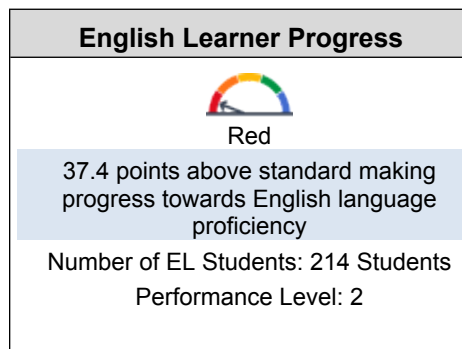 English Learner Progress
Red
37.4 points above standard making
progress towards English language
proficiency
Number of EL Students: 214 Students
Performance Level: 2